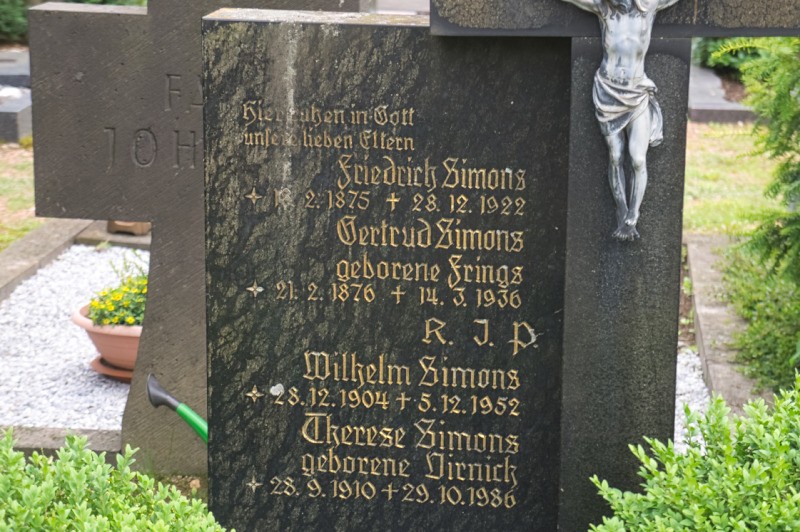 Hier ruhen in Gott
unsere lieben Eltern
Friedrich Simons
2. 1875 + 28. 12. 1922
Gertrud Simons
geborene Frings
21. 2. 1876 + 14. 3. 1936
R. I. P.
Wilhelm Simons
28. 12. 1904 + 5. 12. 1952
Therese Simons
geborene Virnich
28. 9. 1910 + 29. 10. 1986